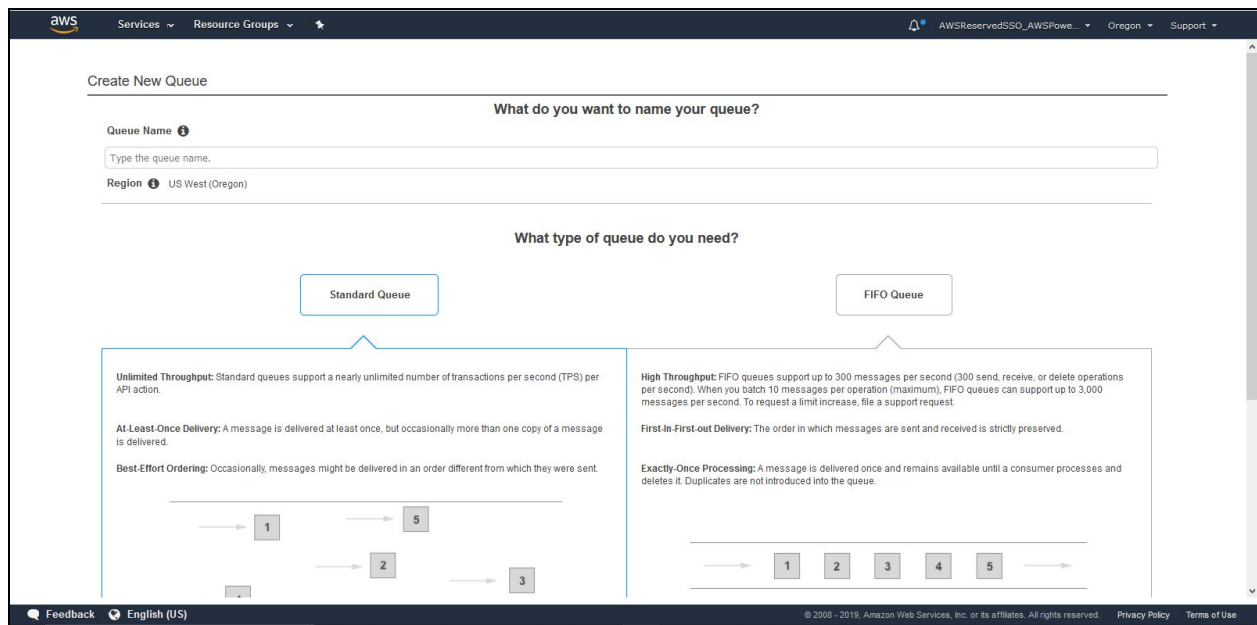 aws Services Resource Groups AWSReservedSSO_AWSPowe... Oregon Support
Create New Queue
What do you want to name your queue?
Queue Name
Type the queue name.
Region US West (Oregon)
What type of queue do you need?
Standard Queue
FIFO Queue
Unlimited Throughput: Standard queues support a nearly unlimited number of transactions per second (TPS) per
API action.
At-Least-Once Delivery: A message is delivered at least once, but occasionally more than one copy of a message
is delivered.
Best-Effort Ordering: Occasionally, messages might be delivered in an order different from which they were sent.
1
5
2
3
High Throughput: FIFO queues support up to 300 messages per second (300 send, receive, or delete operations
per second). When you batch 10 messages per operation (maximum), FIFO queues can support up to 3,000
messages per second. To request a limit increase, file a support request.
First-In-First-out Delivery: The order in which messages are sent and received is strictly preserved.
Exactly-Once Processing: A message is delivered once and remains available until a consumer processes and
deletes it. Duplicates are not introduced into the queue.
1 2 3 4 5
Feedback English (US) © 2008 - 2019, Amazon Web Services, Inc. or its affiliates. All rights reserved. Privacy Policy Terms of Use